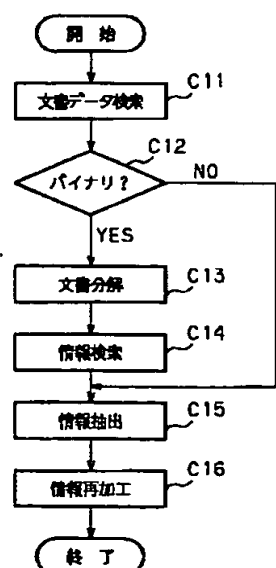 開始
C11
文書データ検索
C12
バイナリ?
NO
YES
C13
文書分解
C14
情報検索
C15
情報抽出
C16
情報再加工
終了